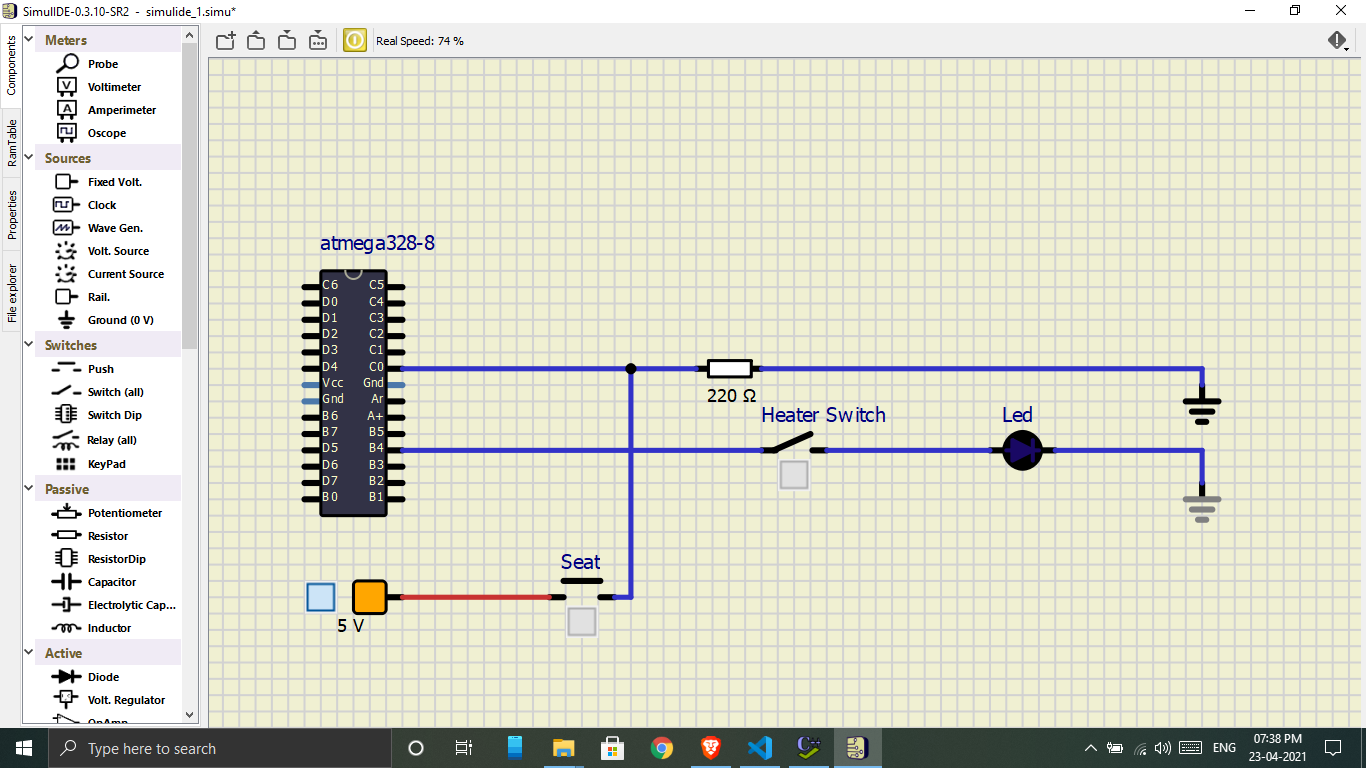 SimulIDE-0.3.10-SR2 - simulide_1.simu*
Components
RamTable
Properties
File explorer
Meters
Probe
Voltimeter
Amperimeter
Oscope
Sources
Fixed Volt.
Clock
Wave Gen.
Volt. Source
Current Source
Rail.
Ground (0 V)
Switches
Push
Switch (all)
Switch Dip
Relay (all)
KeyPad
Passive
Potentiometer
Resistor
ResistorDip
Capacitor
Electrolytic Cap...
Inductor
Active
Diode
Volt. Regulator
OpAmp
Real Speed: 74 %
atmega328-8
C6 C5
D0 C4
D1 C3
D2 C2
D3 C1
D4 C0
Vcc Gnd
Gnd Ar
B6 A+
B7 B5
D5 B4
D6 B3
D7 B2
B0 B1
220 Ω
Heater Switch
Led
Seat
5 V
Type here to search
ENG
07:38 PM
23-04-2021